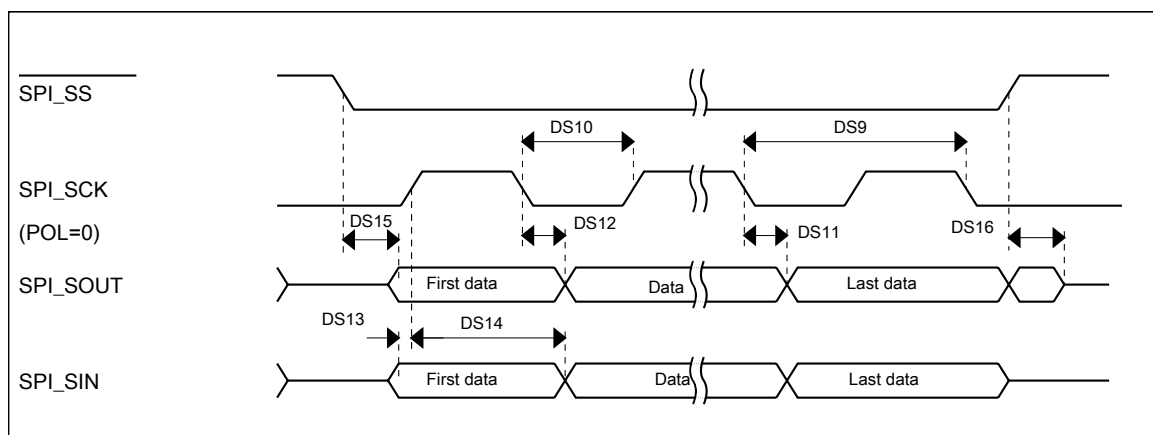 SPI_SS
DS10
DS9
SPI_SCK
(POL=0)
DS15
DS12
DS11
DS16
SPI_SOUT
First data
Data
Last data
DS13
DS14
SPI_SIN
First data
Data
Last data